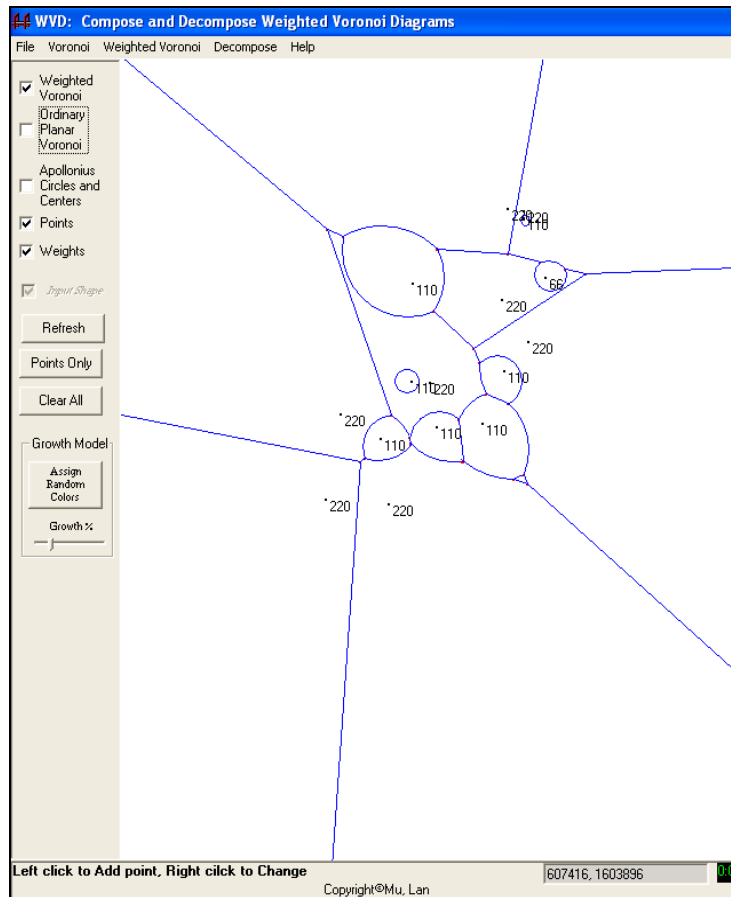 WVD: Compose and Decompose Weighted Voronoi Diagrams
File Voronoi Weighted Voronoi Decompose Help
Weighted
Voronoi
Ordinary
Planar
Voronoi
Apollonius
Circles and
Centers
Points
Weights
Input Shape
Refresh
Points Only
Clear All
Growth Model
Assign
Random
Colors
Growth %
220
220
110
66
110
220
220
110
110
220
220
110
110
110
220
220
Left click to Add point, Right cilck to Change
607416, 1603896
Copyright©Mu, Lan